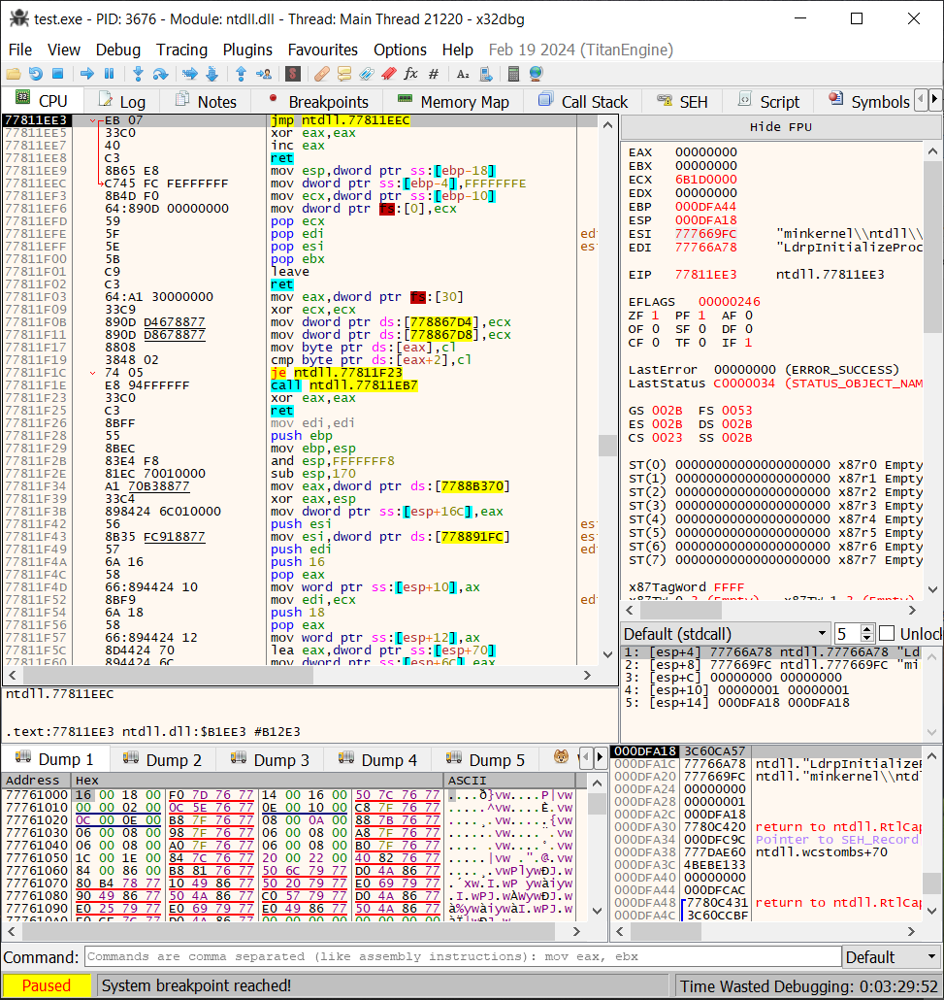 test.exe - PID: 3676 - Module: ntdll.dll - Thread: Main Thread 21220 - x32dbg
File View Debug Tracing Plugins Favourites Options Help Feb 19 2024 (TitanEngine)
CPU Log Notes Breakpoints Memory Map Call Stack SEH Script Symbols
77811EE3 EB 07 jmp ntdll.77811EEC
77811EE5 33C0 xor eax,eax
77811EE7 40 inc eax
77811EE8 C3 ret
77811EE9 8B65 E8 mov esp,dword ptr ss:[ebp-18]
77811EEC C745 FC FEFFFFFF mov dword ptr ss:[ebp-4],FFFFFFFE
77811EF3 8B4D F0 mov ecx,dword ptr ss:[ebp-10]
77811EF6 64:890D 00000000 mov dword ptr fs:[0],ecx
77811EFD 59 pop ecx
77811EFE 5F pop edi
77811EFF 5E pop esi
77811F00 5B pop ebx
77811F01 C9 leave
77811F02 C3 ret
77811F03 64:A1 30000000 mov eax,dword ptr fs:[30]
77811F09 33C9 xor ecx,ecx
77811F0B 890D D4678877 mov dword ptr ds:[778867D4],ecx
77811F11 890D D8678877 mov dword ptr ds:[778867D8],ecx
77811F17 8808 mov byte ptr ds:[eax],cl
77811F19 3848 02 cmp byte ptr ds:[eax+2],cl
77811F1C 74 05 je ntdll.77811F23
77811F1E E8 94FFFFFF call ntdll.77811EB7
77811F23 33C0 xor eax,eax
77811F25 C3 ret
77811F26 8BFF mov edi,edi
77811F28 55 push ebp
77811F29 8BEC mov ebp,esp
77811F2B 83E4 F8 and esp,FFFFFFF8
77811F2E 81EC 70010000 sub esp,170
77811F34 A1 70B38877 mov eax,dword ptr ds:[7788B370]
77811F39 33C4 xor eax,esp
77811F3B 898424 6C010000 mov dword ptr ss:[esp+16C],eax
77811F42 56 push esi
77811F43 8B35 FC918877 mov esi,dword ptr ds:[778891FC]
77811F49 57 push edi
77811F4A 6A 16 push 16
77811F4C 58 pop eax
77811F4D 66:894424 10 mov word ptr ss:[esp+10],ax
77811F52 8BF9 mov edi,ecx
77811F54 6A 18 push 18
77811F56 58 pop eax
77811F57 66:894424 12 mov word ptr ss:[esp+12],ax
77811F5C 8D4424 70 lea eax,dword ptr ss:[esp+70]
77811F60 894424 6C mov dword ptr ss:[esp+6C],eax
ntdll.77811EEC
.text:77811EE3 ntdll.dll:$B1EE3 #B12E3
Hide FPU
EAX 00000000
EBX 00000000
ECX 6B1D0000
EDX 00000000
EBP 000DFA44
ESP 000DFA18
ESI 777669FC "minkernel\\ntdll\\
EDI 77766A78 "LdrpInitializeProc
EIP 77811EE3 ntdll.77811EE3
EFLAGS 00000246
ZF 1 PF 1 AF 0
OF 0 SF 0 DF 0
CF 0 TF 0 IF 1
LastError 00000000 (ERROR_SUCCESS)
LastStatus C0000034 (STATUS_OBJECT_NAM
GS 002B FS 0053
ES 002B DS 002B
CS 0023 SS 002B
ST(0) 00000000000000000000 x87r0 Empty
ST(1) 00000000000000000000 x87r1 Empty
ST(2) 00000000000000000000 x87r2 Empty
ST(3) 00000000000000000000 x87r3 Empty
ST(4) 00000000000000000000 x87r4 Empty
ST(5) 00000000000000000000 x87r5 Empty
ST(6) 00000000000000000000 x87r6 Empty
ST(7) 00000000000000000000 x87r7 Empty
x87TagWord FFFF
Default (stdcall) 5 Unloc
1: [esp+4] 77766A78 ntdll.77766A78 "Ld
2: [esp+8] 777669FC ntdll.777669FC "mi
3: [esp+C] 00000000 00000000
4: [esp+10] 00000001 00000001
5: [esp+14] 000DFA18 000DFA18
Dump 1 Dump 2 Dump 3 Dump 4 Dump 5
Address Hex ASCII
77761000 16 00 18 00 F0 7D 76 77 14 00 16 00 50 7C 76 77 ....ð}vw....P|vw
77761010 00 00 02 00 0C 5E 76 77 0E 00 10 00 C8 7F 76 77 .....^vw....È.vw
77761020 0C 00 0E 00 B8 7F 76 77 08 00 0A 00 88 7B 76 77
77761030 06 00 08 00 98 7F 76 77 06 00 08 00 A8 7F 76 77
77761040 06 00 08 00 A0 7F 76 77 06 00 08 00 B0 7F 76 77
77761050 1C 00 1E 00 84 7C 76 77 20 00 22 00 40 82 76 77 .....|vw .".@.vw
77761060 84 00 86 00 B8 81 76 77 50 6C 79 77 D0 4A 86 77
77761070 80 B4 78 77 10 49 86 77 50 20 79 77 E0 69 79 77
77761080 90 49 86 77 50 4A 86 77 C0 57 79 77 D0 4A 86 77
77761090 E0 25 79 77 E0 69 79 77 E0 49 86 77 50 4A 86 77
000DFA18 3C60CA57
000DFA1C 77766A78 ntdll."LdrpInitializeP
000DFA20 777669FC ntdll."minkernel\\ntd
000DFA24 00000000
000DFA28 00000001
000DFA2C 000DFA18
000DFA30 7780C420 return to ntdll.RtlCap
000DFA34 000DFC9C Pointer to SEH_Record
000DFA38 777DAE60 ntdll.wcstombs+70
000DFA3C 4BEBE133
000DFA40 00000000
000DFA44 000DFCAC
000DFA48 7780C431 return to ntdll.RtlCap
000DFA4C 3C60CCBF
Command: Commands are comma separated (like assembly instructions): mov eax, ebx Default
Paused System breakpoint reached! Time Wasted Debugging: 0:03:29:52